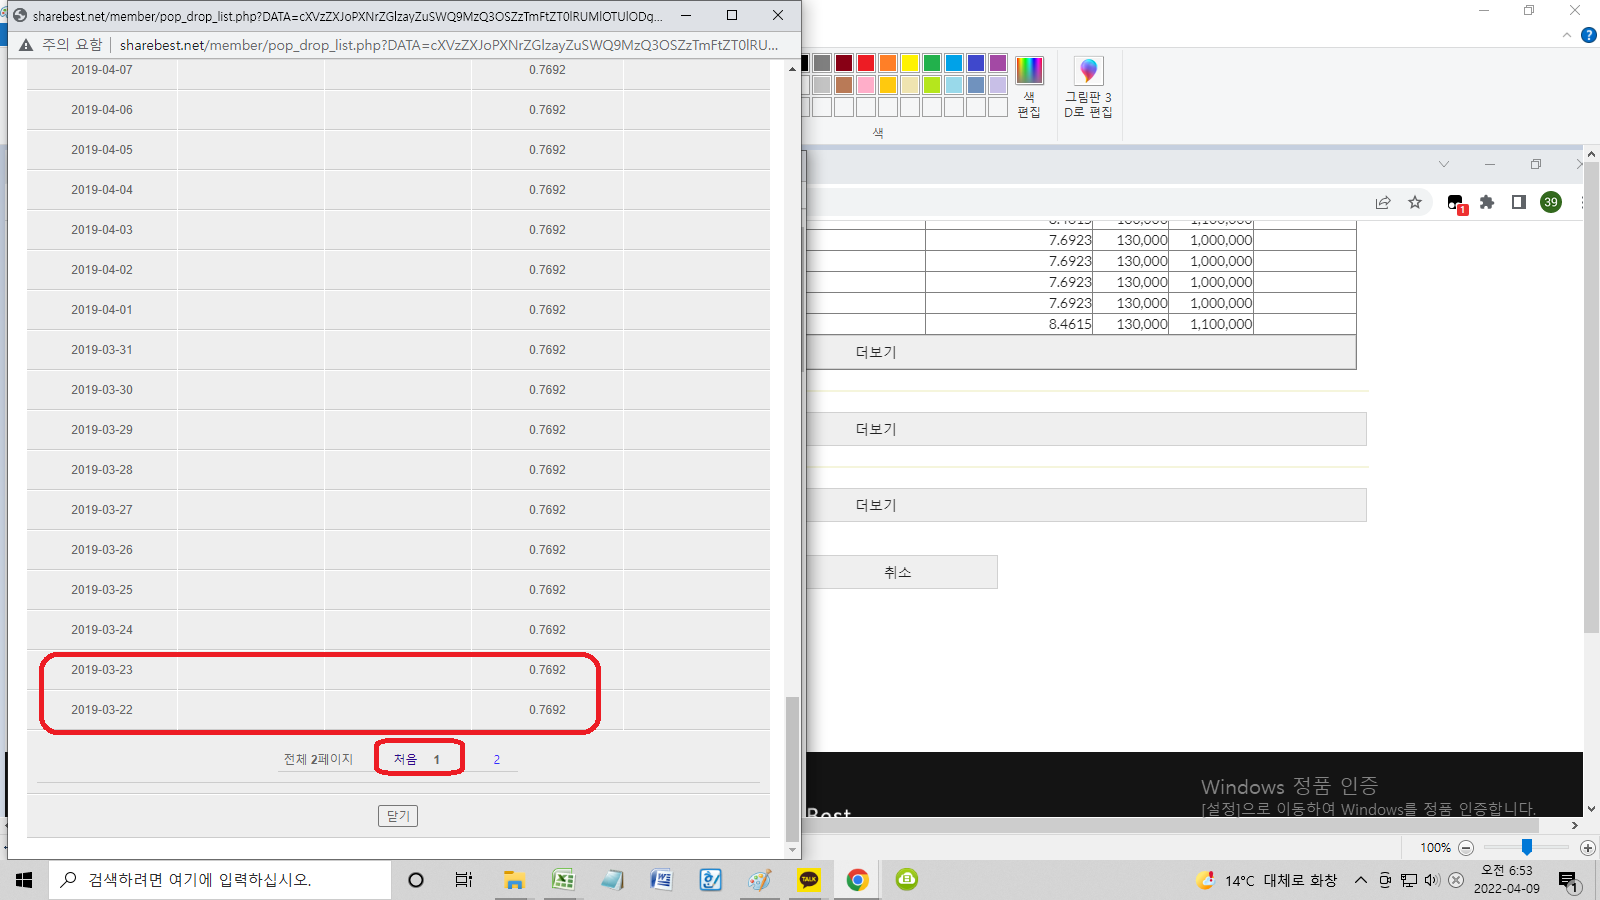 sharebest.net/member/pop_drop_list.php?DATA=cXVzZXJoPXNrZGlzayZuSWQ9MzQ3OSZzTmFtZT0lRUMlOTUlODq...
주의 요함 sharebest.net/member/pop_drop_list.php?DATA=cXVzZXJoPXNrZGlzayZuSWQ9MzQ3OSZzTmFtZT0lRU...
2019-04-07 0.7692
2019-04-06 0.7692
2019-04-05 0.7692
2019-04-04 0.7692
2019-04-03 0.7692
2019-04-02 0.7692
2019-04-01 0.7692
2019-03-31 0.7692
2019-03-30 0.7692
2019-03-29 0.7692
2019-03-28 0.7692
2019-03-27 0.7692
2019-03-26 0.7692
2019-03-25 0.7692
2019-03-24 0.7692
2019-03-23 0.7692
2019-03-22 0.7692
전체 2페이지 처음 1 2
닫기
색
편집
그림판 3
D로 편집
색
1
39
7.6923 130,000 1,000,000
7.6923 130,000 1,000,000
7.6923 130,000 1,000,000
7.6923 130,000 1,000,000
8.4615 130,000 1,100,000
더보기
더보기
더보기
취소
Windows 정품 인증
[설정]으로 이동하여 Windows를 정품 인증합니다.
Best
100%
검색하려면 여기에 입력하십시오.
TALK
14°C 대체로 화창
오전 6:53
2022-04-09
1